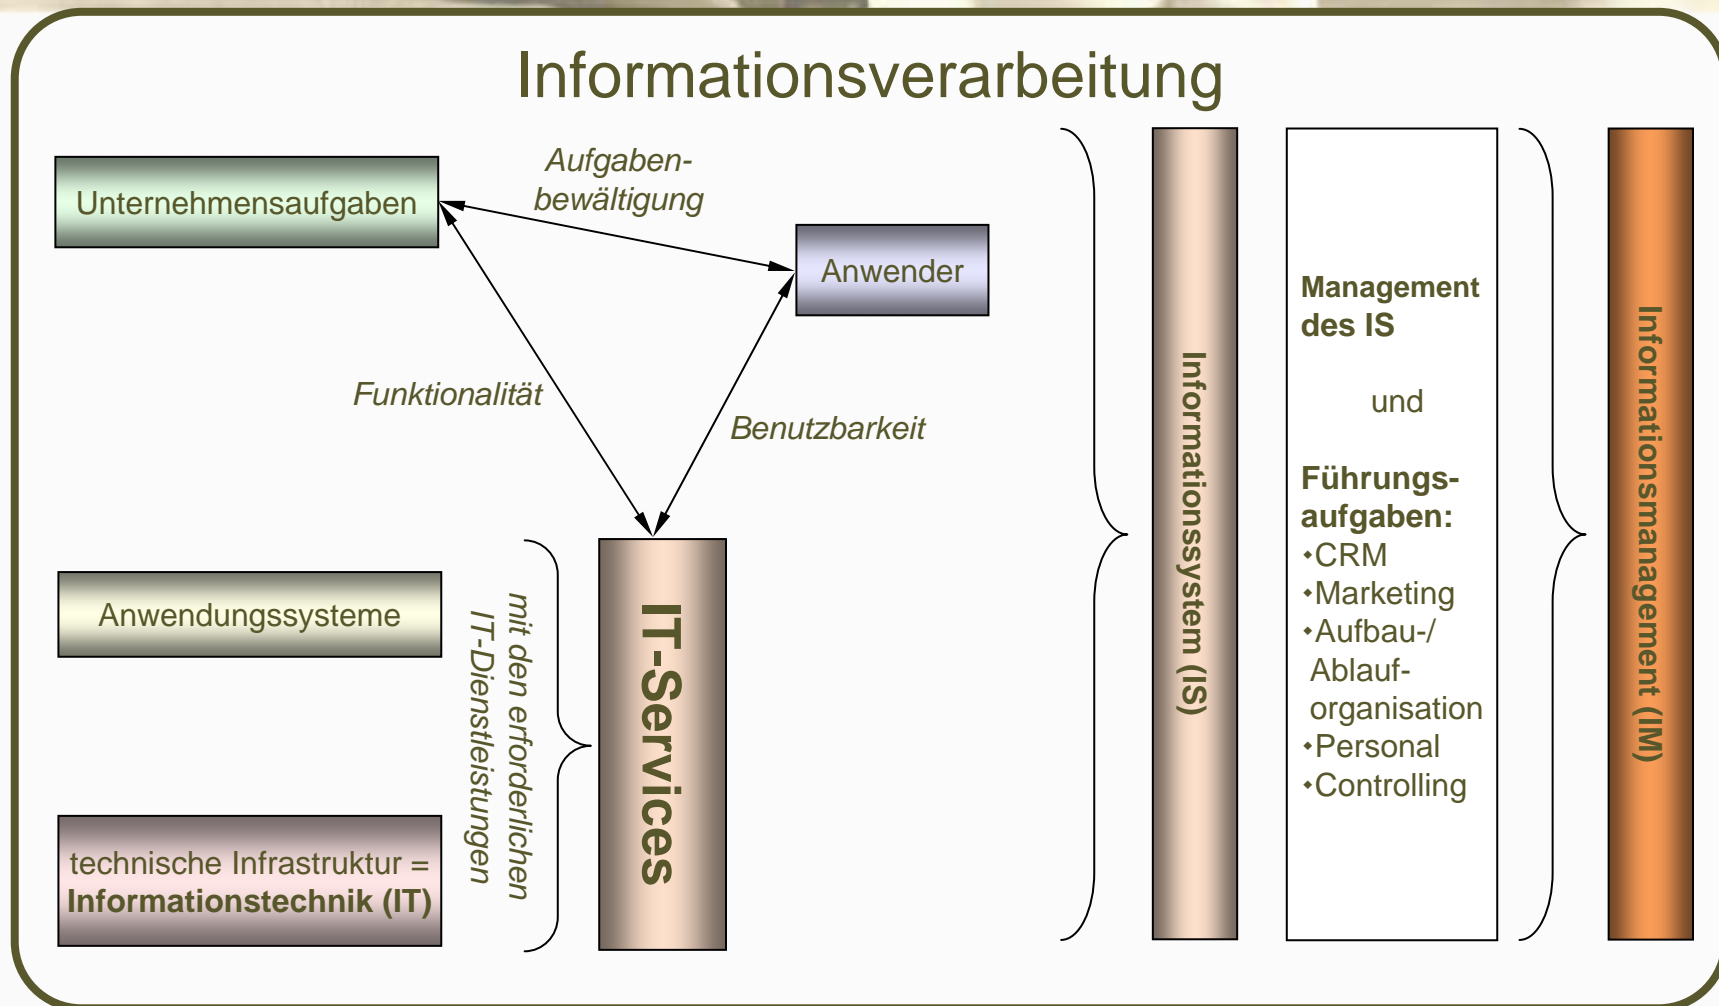 Informationsverarbeitung
Unternehmensaufgaben
Aufgaben-
bewältigung
Anwender
Funktionalität
Benutzbarkeit
Anwendungssysteme
technische Infrastruktur =
Informationstechnik (IT)
mit den erforderlichen
IT-Dienstleistungen
IT-Services
Informationssystem (IS)
Management
des IS
und
Führungs-
aufgaben:
•CRM
•Marketing
•Aufbau-/
Ablauf-
organisation
•Personal
•Controlling
Informationsmanagement (IM)